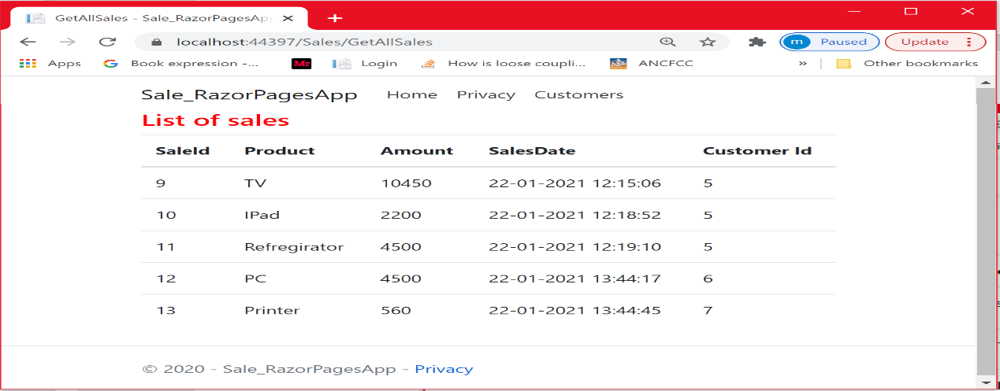 GetAllSales - Sale_RazorPagesApp
localhost:44397/Sales/GetAllSales m Paused Update
Apps G Book expression -... Mr Login How is loose coupli... ANCFCC » Other bookmarks
Sale_RazorPagesApp Home Privacy Customers
List of sales
SaleId Product Amount SalesDate Customer Id
9 TV 10450 22-01-2021 12:15:06 5
10 IPad 2200 22-01-2021 12:18:52 5
11 Refregirator 4500 22-01-2021 12:19:10 5
12 PC 4500 22-01-2021 13:44:17 6
13 Printer 560 22-01-2021 13:44:45 7
© 2020 - Sale_RazorPagesApp - Privacy